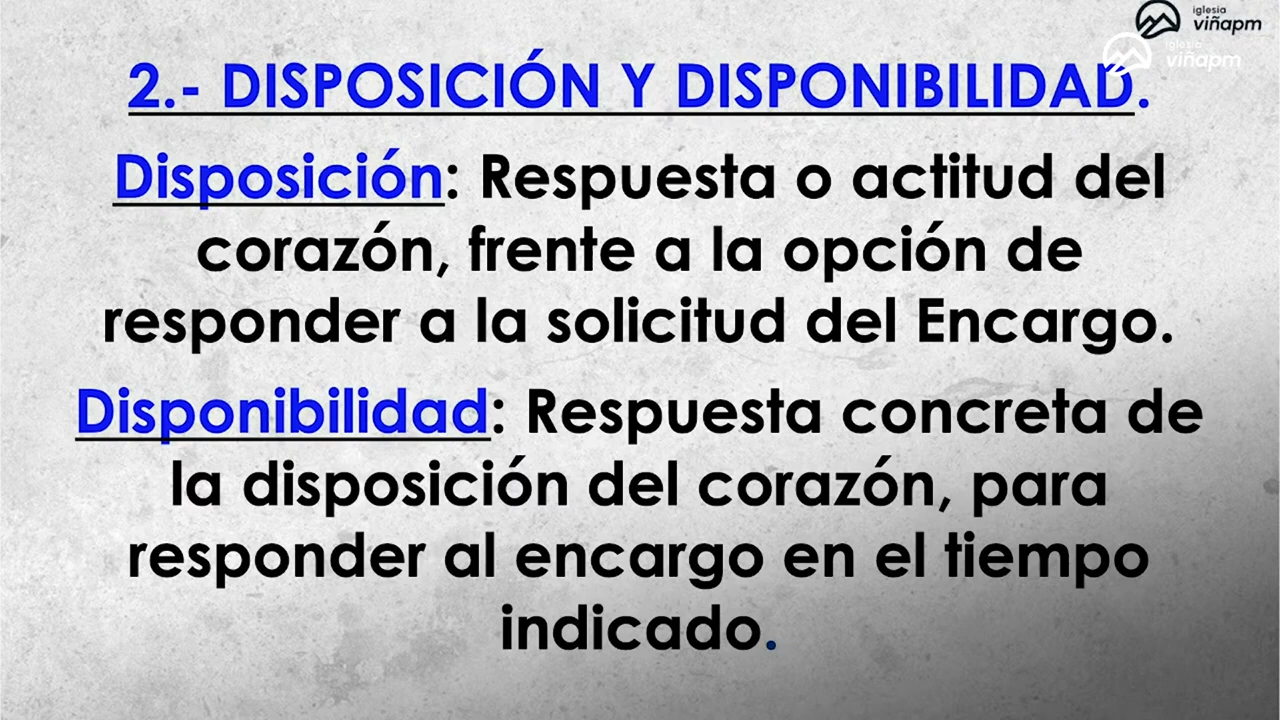 iglesia
viñapm
iglesia
viñapm
2.- DISPOSICIÓN Y DISPONIBILIDAD.
Disposición: Respuesta o actitud del
corazón, frente a la opción de
responder a la solicitud del Encargo.
Disponibilidad: Respuesta concreta de
la disposición del corazón, para
responder al encargo en el tiempo
indicado.